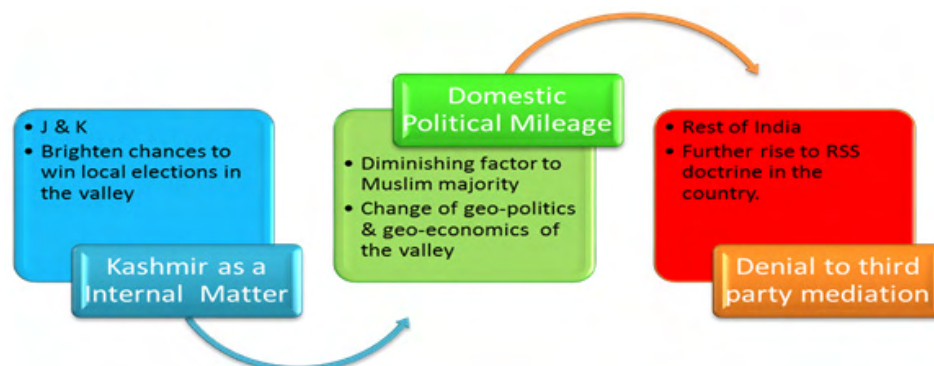 • J & K
• Brighten chances to
win local elections in
the valley
Kashmir as a
Internal Matter
Domestic
Political Mileage
• Diminishing factor to
Muslim majority
• Change of geo-politics
& geo-economics of
the valley
• Rest of India
• Further rise to RSS
doctrine in the
country.
Denial to third
party mediation